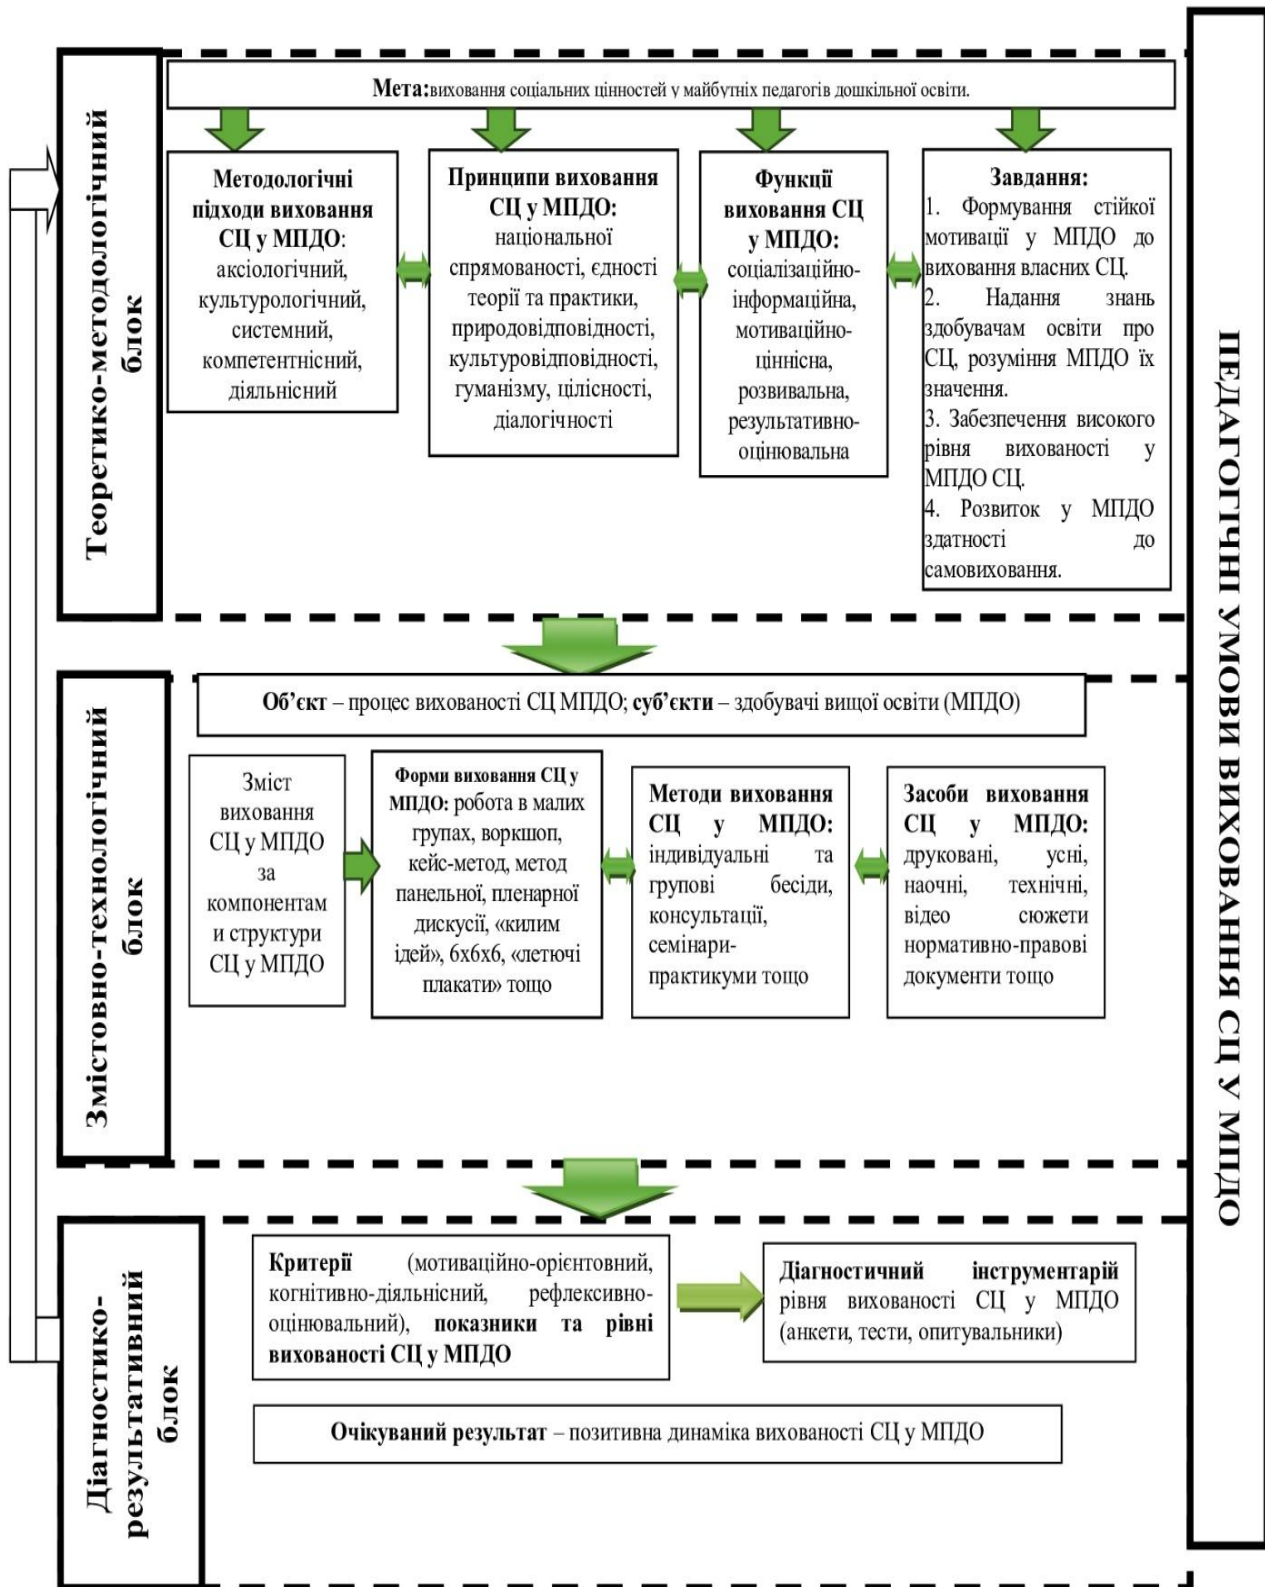 Теоретико-методологічний
блок
Мета:виховання соціальних цінностей у майбутніх педагогів дошкільної освіти.
Методологічні
підходи виховання
СЦ у МПДО:
аксіологічний,
культурологічний,
системний,
компетентнісний,
діяльнісний
Принципи виховання
СЦ у МПДО:
національної
спрямованості, єдності
теорії та практики,
природовідповідності,
культуровідповідності,
гуманізму, цілісності,
діалогічності
Функції
виховання СЦ
у МПДО:
соціалізаційно-
інформаційна,
мотиваційно-
ціннісна,
розвивальна,
результативно-
оцінювальна
Завдання:
1. Формування стійкої
мотивації у МПДО до
виховання власних СЦ.
2. Надання знань
здобувачам освіти про
СЦ, розуміння МПДО їх
значення.
3. Забезпечення високого
рівня вихованості у
МПДО СЦ.
4. Розвиток у МПДО
здатності до
самовиховання.
Змістовно-технологічний
блок
Об’єкт – процес вихованості СЦ МПДО; суб’єкти – здобувачі вищої освіти (МПДО)
Зміст
виховання
СЦ у МПДО
за
компонентам
и структури
СЦ у МПДО
Форми виховання СЦ у
МПДО: робота в малих
групах, воркшоп,
кейс-метод, метод
панельної, пленарної
дискусії, «килим
ідей», 6х6х6, «летючі
плакати» тощо
Методи виховання
СЦ у МПДО:
індивідуальні та
групові бесіди,
консультації,
семінари-
практикуми тощо
Засоби виховання
СЦ у МПДО:
друковані, усні,
наочні, технічні,
відео сюжети
нормативно-правові
документи тощо
Діагностико-
результативний
блок
Критерії (мотиваційно-орієнтовний,
когнітивно-діяльнісний, рефлексивно-
оцінювальний), показники та рівні
вихованості СЦ у МПДО
Діагностичний інструментарій
рівня вихованості СЦ у МПДО
(анкети, тести, опитувальники)
Очікуваний результат – позитивна динаміка вихованості СЦ у МПДО
ПЕДАГОГІЧНІ УМОВИ ВИХОВАННЯ СЦ У МПДО